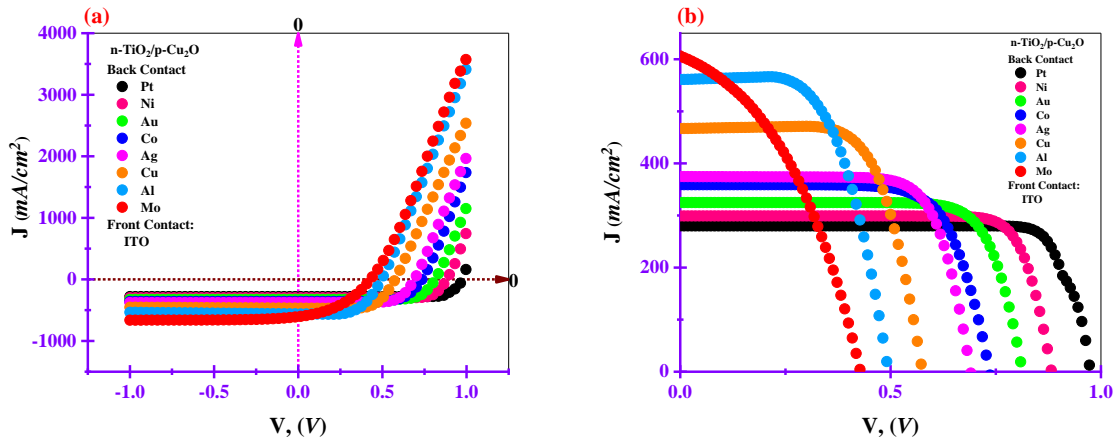 (a)
0
4000
3000
2000
1000
0
-1000
J (mA/cm²)
n-TiO₂/p-Cu₂O
Back Contact
Pt
Ni
Au
Co
Ag
Cu
Al
Mo
Front Contact:
ITO
0
-1.0
-0.5
0.0
0.5
1.0
V, (V)
(b)
600
400
200
0
J (mA/cm²)
n-TiO₂/p-Cu₂O
Back Contact
Pt
Ni
Au
Co
Ag
Cu
Al
Mo
Front Contact:
ITO
0.0
0.5
1.0
V, (V)